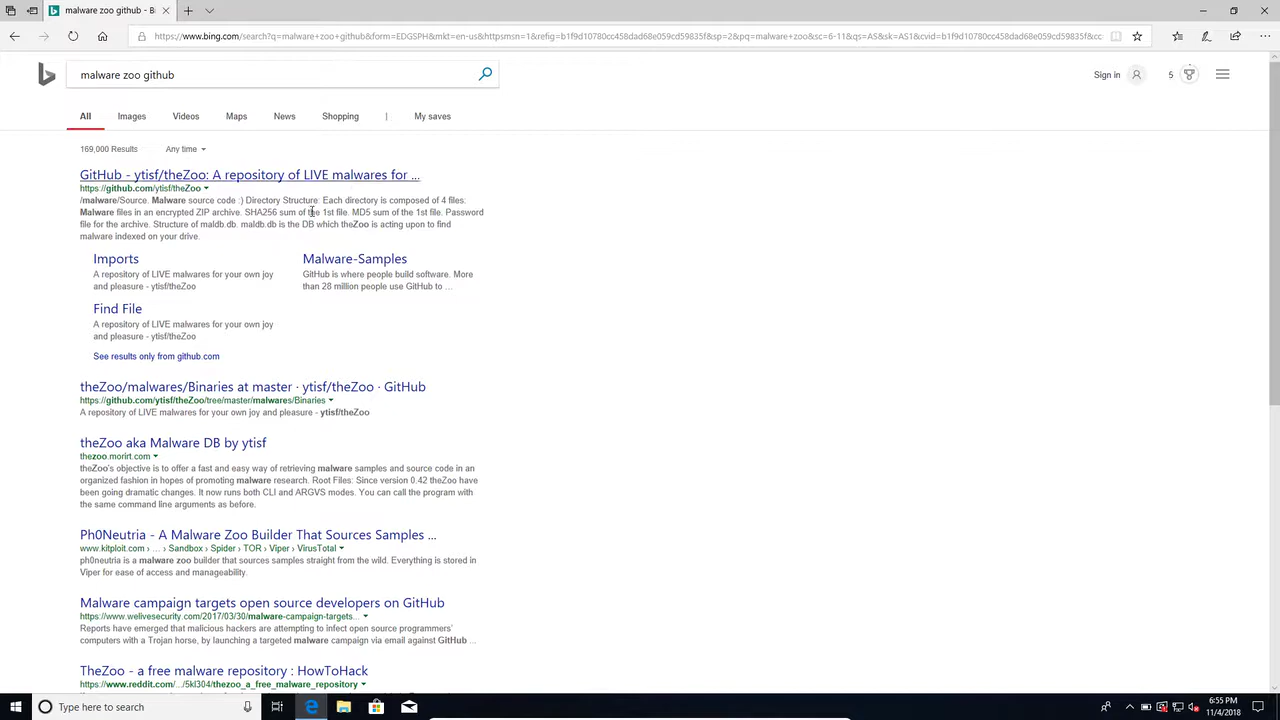 malware zoo github - B
https://www.bing.com/search?q=malware+zoo+github&form=EDGSPH&mkt=en-us&httpsmsn=1&refig=b1f9d10780cc458dad68e059cd59835f&sp=2&pq=malware+zoo&sc=6-11&qs=AS&sk=AS1&cvid=b1f9d10780cc458dad68e059cd59835f&cc
malware zoo github
Sign in
5
All
Images
Videos
Maps
News
Shopping
|
My saves
169,000 Results
Any time
GitHub - ytisf/theZoo: A repository of LIVE malwares for ...
https://github.com/ytisf/theZoo
/malware/Source. Malware source code :) Directory Structure: Each directory is composed of 4 files:
Malware files in an encrypted ZIP archive. SHA256 sum of the 1st file. MD5 sum of the 1st file. Password
file for the archive. Structure of maldb.db. maldb.db is the DB which theZoo is acting upon to find
malware indexed on your drive.
Imports
A repository of LIVE malwares for your own joy
and pleasure - ytisf/theZoo
Malware-Samples
GitHub is where people build software. More
than 28 million people use GitHub to ...
Find File
A repository of LIVE malwares for your own joy
and pleasure - ytisf/theZoo
See results only from github.com
theZoo/malwares/Binaries at master · ytisf/theZoo · GitHub
https://github.com/ytisf/theZoo/tree/master/malwares/Binaries
A repository of LIVE malwares for your own joy and pleasure - ytisf/theZoo
theZoo aka Malware DB by ytisf
thezoo.morirt.com
theZoo's objective is to offer a fast and easy way of retrieving malware samples and source code in an
organized fashion in hopes of promoting malware research. Root Files: Since version 0.42 theZoo have
been going dramatic changes. It now runs both CLI and ARGVS modes. You can call the program with
the same command line arguments as before.
Ph0Neutria - A Malware Zoo Builder That Sources Samples ...
www.kitploit.com › ... › Sandbox › Spider › TOR › Viper › VirusTotal
ph0neutria is a malware zoo builder that sources samples straight from the wild. Everything is stored in
Viper for ease of access and manageability.
Malware campaign targets open source developers on GitHub
https://www.welivesecurity.com/2017/03/30/malware-campaign-targets...
Reports have emerged that malicious hackers are attempting to infect open source programmers'
computers with a Trojan horse, by launching a targeted malware campaign via email against GitHub ...
TheZoo - a free malware repository : HowToHack
https://www.reddit.com/.../5kl304/thezoo_a_free_malware_repository
Type here to search
6:55 PM
11/4/2018